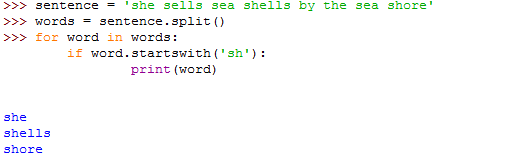 >>> sentence = 'she sells sea shells by the sea shore'
>>> words = sentence.split()
>>> for word in words:
        if word.startswith('sh'):
                print(word)
she
shells
shore